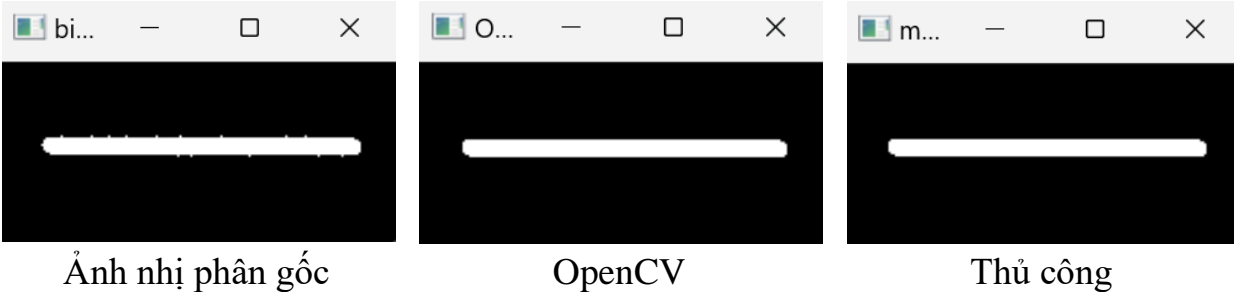 bi...
O...
m...
Ảnh nhị phân gốc
OpenCV
Thủ công